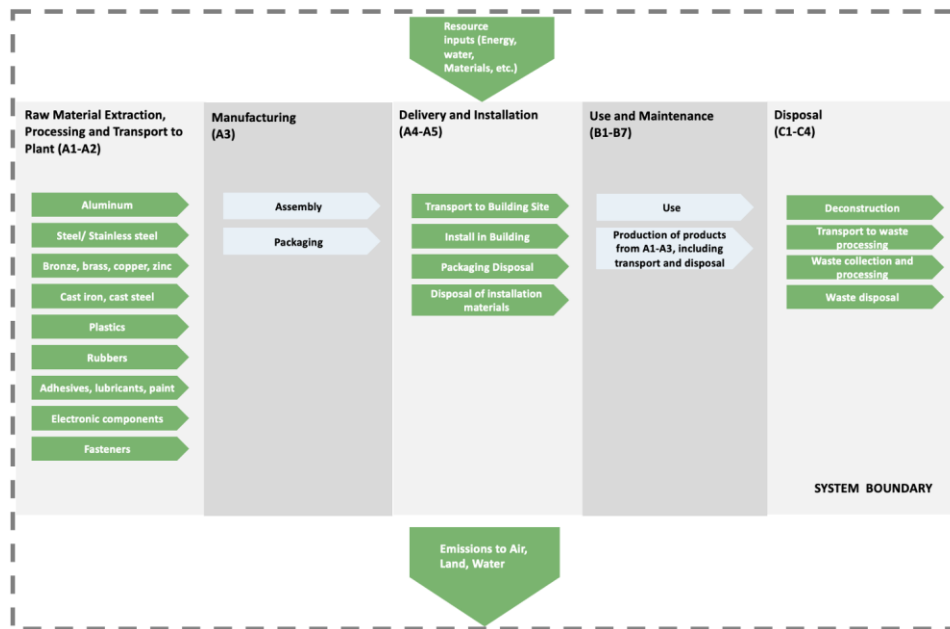 Resource
inputs (Energy,
water,
Materials, etc.)
Raw Material Extraction,
Processing and Transport to
Plant (A1-A2)
Aluminum
Steel/ Stainless steel
Bronze, brass, copper, zinc
Cast iron, cast steel
Plastics
Rubbers
Adhesives, lubricants, paint
Electronic components
Fasteners
Manufacturing
(A3)
Assembly
Packaging
Delivery and Installation
(A4-A5)
Transport to Building Site
Install in Building
Packaging Disposal
Disposal of installation
materials
Use and Maintenance
(B1-B7)
Use
Production of products
from A1-A3, including
transport and disposal
Disposal
(C1-C4)
Deconstruction
Transport to waste
processing
Waste collection and
processing
Waste disposal
SYSTEM BOUNDARY
Emissions to Air,
Land, Water